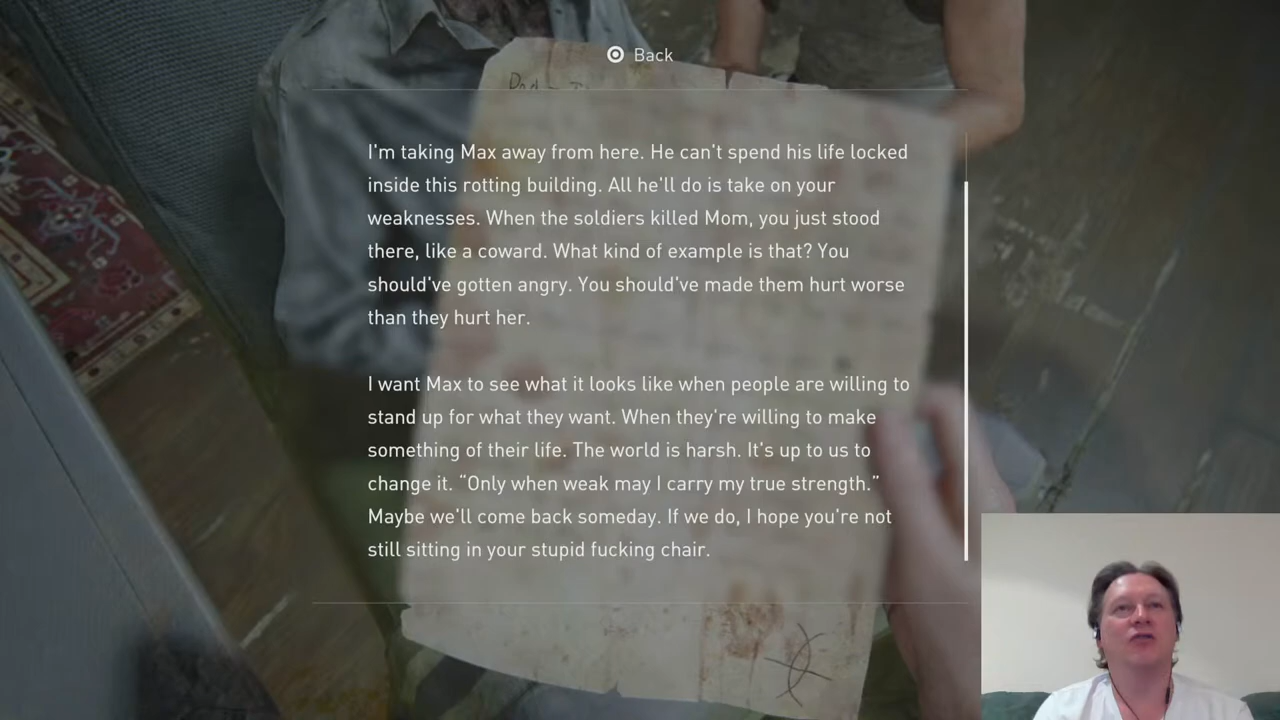 Back
I'm taking Max away from here. He can't spend his life locked
inside this rotting building. All he'll do is take on your
weaknesses. When the soldiers killed Mom, you just stood
there, like a coward. What kind of example is that? You
should've gotten angry. You should've made them hurt worse
than they hurt her.
I want Max to see what it looks like when people are willing to
stand up for what they want. When they're willing to make
something of their life. The world is harsh. It's up to us to
change it. “Only when weak may I carry my true strength.”
Maybe we'll come back someday. If we do, I hope you're not
still sitting in your stupid fucking chair.